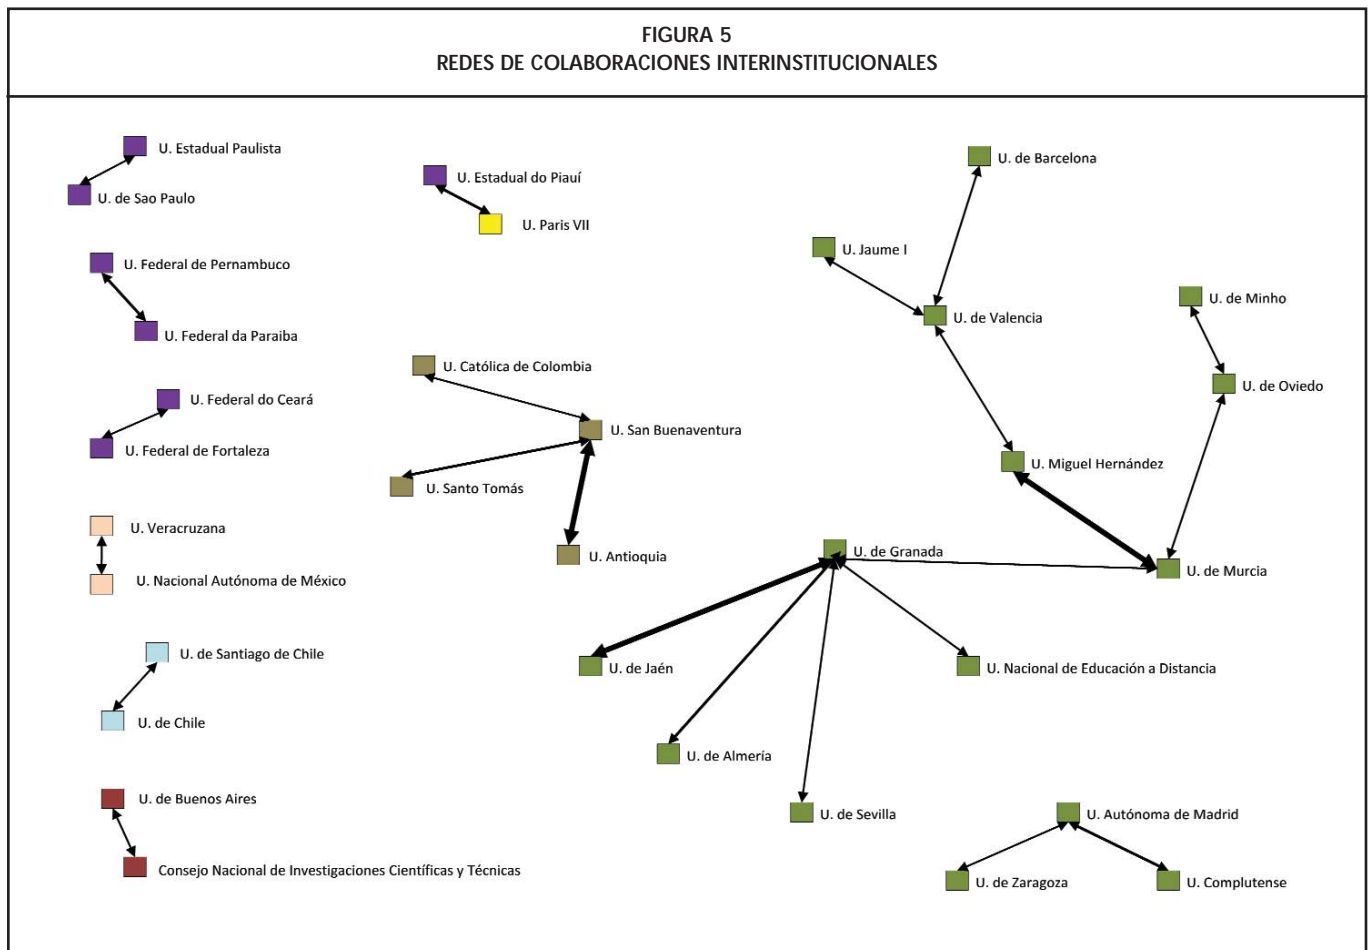 FIGURA 5
REDES DE COLABORACIONES INTERINSTITUCIONALES
U. Estadual Paulista
U. de Sao Paulo
U. Federal de Pernambuco
U. Federal da Paraiba
U. Federal do Ceará
U. Federal de Fortaleza
U. Veracruzana
U. Nacional Autónoma de México
U. de Santiago de Chile
U. de Chile
U. de Buenos Aires
Consejo Nacional de Investigaciones Científicas y Técnicas
U. Estadual do Piauí
U. Paris VII
U. Católica de Colombia
U. San Buenaventura
U. Santo Tomás
U. Antioquia
U. de Barcelona
U. Jaume I
U. de Valencia
U. de Minho
U. de Oviedo
U. Miguel Hernández
U. de Granada
U. de Murcia
U. de Jaén
U. Nacional de Educación a Distancia
U. de Almería
U. de Sevilla
U. Autónoma de Madrid
U. de Zaragoza
U. Complutense